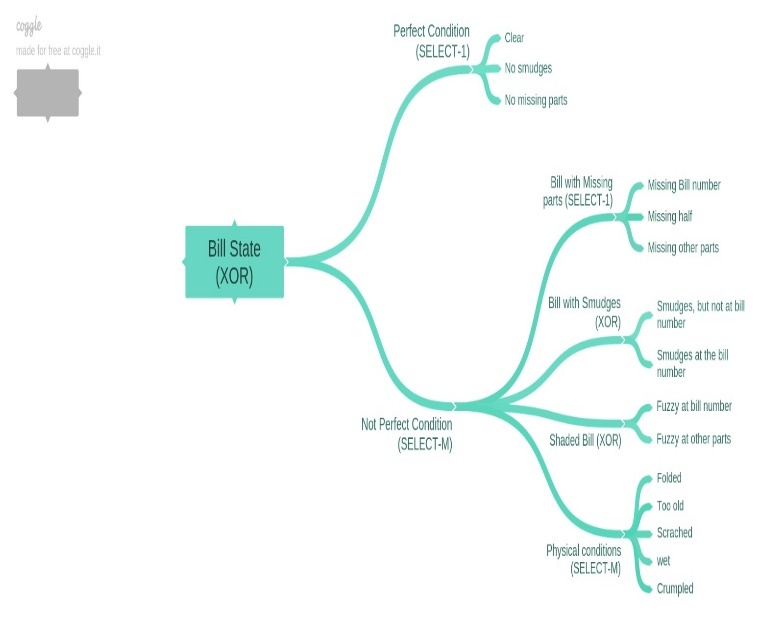 coggle
made for free at coggle.it
Perfect Condition
(SELECT-1)
Clear
No smudges
No missing parts
Bill State
(XOR)
Bill with Missing
parts (SELECT-1)
Missing Bill number
Missing half
Missing other parts
Bill with Smudges
(XOR)
Smudges, but not at bill
number
Smudges at the bill
number
Not Perfect Condition
(SELECT-M)
Shaded Bill (XOR)
Fuzzy at bill number
Fuzzy at other parts
Physical conditions
(SELECT-M)
Folded
Too old
Scrached
wet
Crumpled